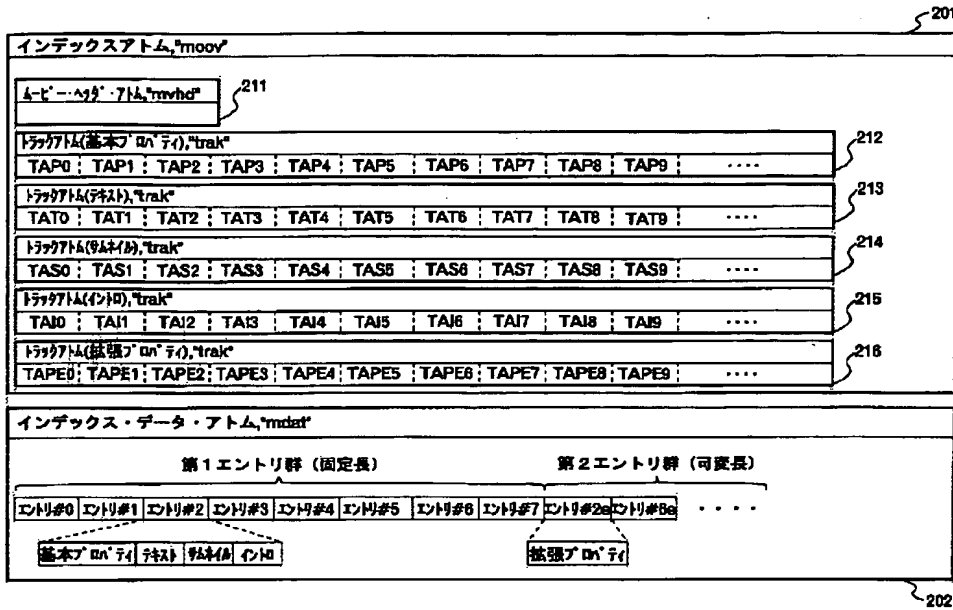 201
インデックスアトム,"moov"
ムービー・ヘッダ・アトム,"mvhd"
211
トラックアトム(基本プロパティ),"trak"
212
TAP0 TAP1 TAP2 TAP3 TAP4 TAP5 TAP6 TAP7 TAP8 TAP9 ････
トラックアトム(テキスト),"trak"
213
TAT0 TAT1 TAT2 TAT3 TAT4 TAT5 TAT6 TAT7 TAT8 TAT9 ････
トラックアトム(サムネイル),"trak"
214
TAS0 TAS1 TAS2 TAS3 TAS4 TAS5 TAS6 TAS7 TAS8 TAS9 ････
トラックアトム(イントロ),"trak"
215
TAI0 TAI1 TAI2 TAI3 TAI4 TAI5 TAI6 TAI7 TAI8 TAI9 ････
トラックアトム(拡張プロパティ),"trak"
216
TAPE0 TAPE1 TAPE2 TAPE3 TAPE4 TAPE5 TAPE6 TAPE7 TAPE8 TAPE9 ････
インデックス・データ・アトム,"mdat"
第1エントリ群（固定長） 第2エントリ群（可変長）
エントリ#0 エントリ#1 エントリ#2 エントリ#3 エントリ#4 エントリ#5 エントリ#6 エントリ#7 エントリ#2e エントリ#6e ････
基本プロパティ テキスト サムネイル イントロ 拡張プロパティ
202